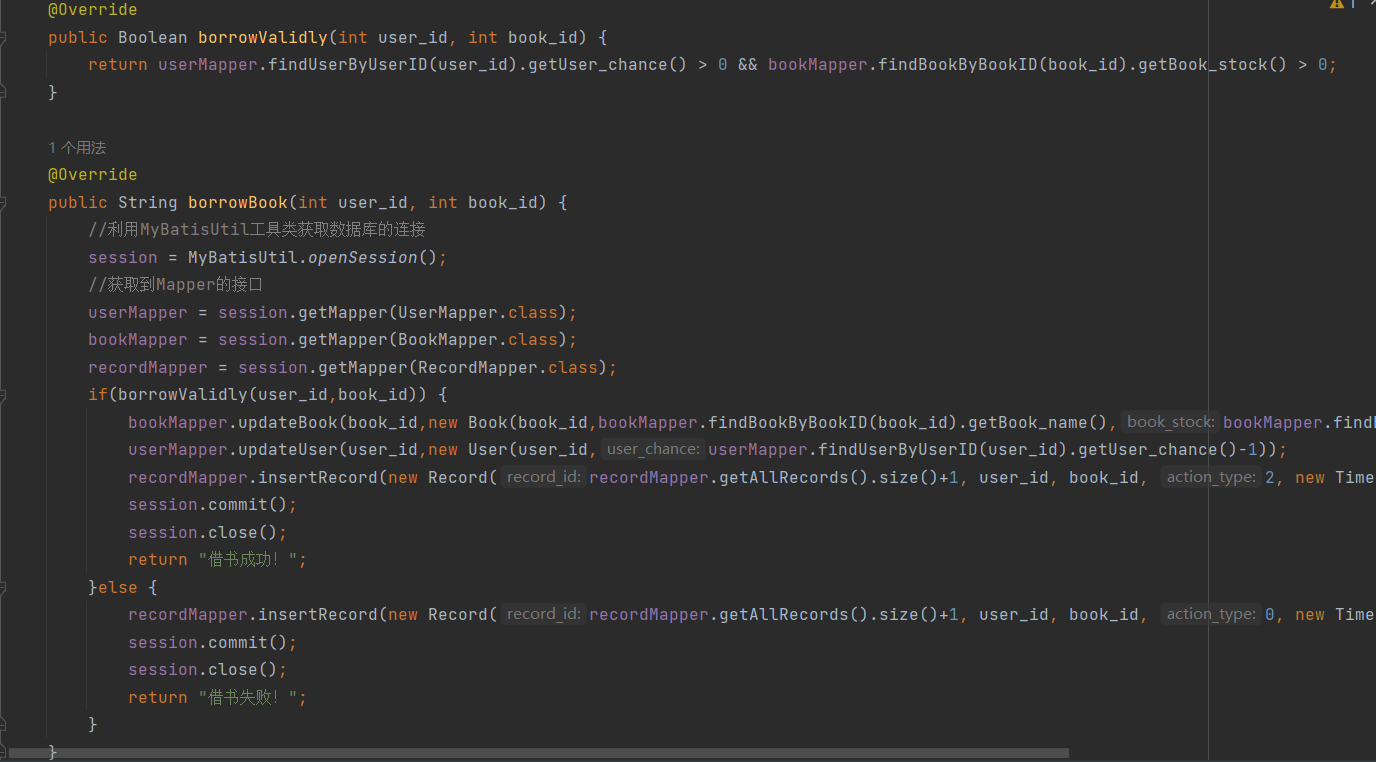 @Override
public Boolean borrowValidly(int user_id, int book_id) {
return userMapper.findUserByUserID(user_id).getUser_chance() > 0 && bookMapper.findBookByBookID(book_id).getBook_stock() > 0;
}
1 个用法
@Override
public String borrowBook(int user_id, int book_id) {
//利用MyBatisUtil工具类获取数据库的连接
session = MyBatisUtil.openSession();
//获取到Mapper的接口
userMapper = session.getMapper(UserMapper.class);
bookMapper = session.getMapper(BookMapper.class);
recordMapper = session.getMapper(RecordMapper.class);
if(borrowValidly(user_id,book_id)) {
bookMapper.updateBook(book_id,new Book(book_id,bookMapper.findBookByBookID(book_id).getBook_name(), book_stock: bookMapper.find
userMapper.updateUser(user_id,new User(user_id, user_chance: userMapper.findUserByUserID(user_id).getUser_chance()-1));
recordMapper.insertRecord(new Record( record_id: recordMapper.getAllRecords().size()+1, user_id, book_id, action_type: 2, new Time
session.commit();
session.close();
return "借书成功！";
}else {
recordMapper.insertRecord(new Record( record_id: recordMapper.getAllRecords().size()+1, user_id, book_id, action_type: 0, new Time
session.commit();
session.close();
return "借书失败！";
}
}